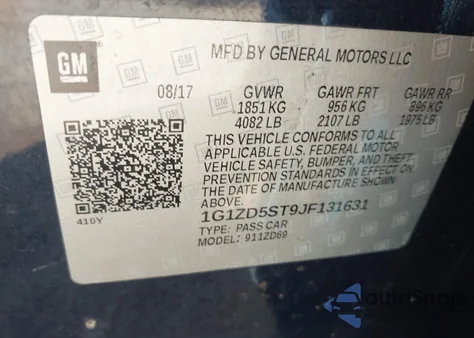 GM
MFD BY GENERAL MOTORS LLC
08/17 GVWR GAWR FRT GAWR RR
1851 KG 956 KG 896 KG
4082 LB 2107 LB 1975 LB
THIS VEHICLE CONFORMS TO ALL
APPLICABLE U.S. FEDERAL MOTOR
VEHICLE SAFETY, BUMPER, AND THEFT
PREVENTION STANDARDS IN EFFECT ON
THE DATE OF MANUFACTURE SHOWN ABOVE.
1G1ZD5ST9JF131631
TYPE: PASS CAR
MODEL: 911ZD69
410Y
autoSnap